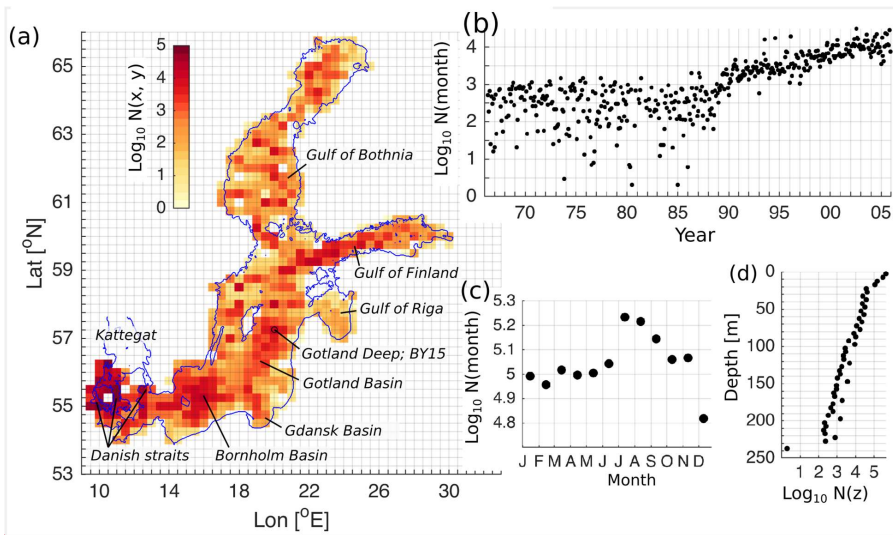 (a)
65
63
61
59
57
55
53
Lat [oN]
10
14
18
22
26
30
Lon [oE]
5
4
3
2
1
0
Log10 N(x, y)
Gulf of Bothnia
Gulf of Finland
Gulf of Riga
Kattegat
Gotland Deep; BY15
Gotland Basin
Gdansk Basin
Danish straits
Bornholm Basin
(b)
4
3
2
1
0
Log10 N(month)
70 75 80 85 90 95 00 05
Year
(c)
5.3
5.2
5.1
5
4.9
4.8
Log10 N(month)
J F M A M J J A S O N D
Month
(d)
0
50
100
150
200
250
Depth [m]
1 2 3 4 5
Log10 N(z)